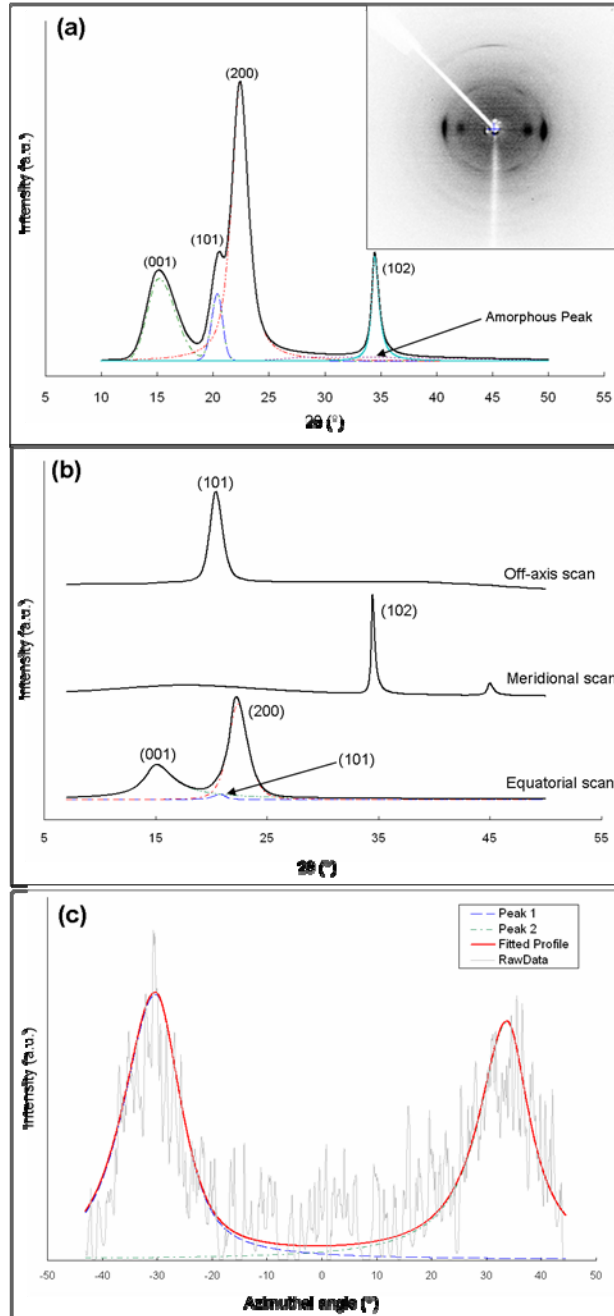 (a)
(200)
(101)
(001)
(102)
Amorphous Peak
Intensity (a.u.)
5 10 15 20 25 30 35 40 45 50 55
2θ (°)
(b)
(101)
Off-axis scan
(102)
Meridional scan
(200)
(001)
(101)
Equatorial scan
Intensity (a.u.)
5 15 25 35 45 55
2θ (°)
(c)
Peak 1
Peak 2
Fitted Profile
RawData
Intensity (a.u.)
-50 -40 -30 -20 -10 0 10 20 30 40 50
Azimuthel angle (°)